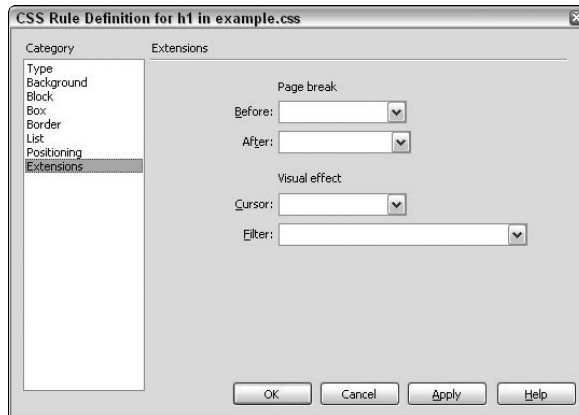 CSS Rule Definition for h1 in example.css
Category
Extensions
Type
Background
Block
Box
Border
List
Positioning
Extensions
Page break
Before:
After:
Visual effect
Cursor:
Filter:
OK
Cancel
Apply
Help